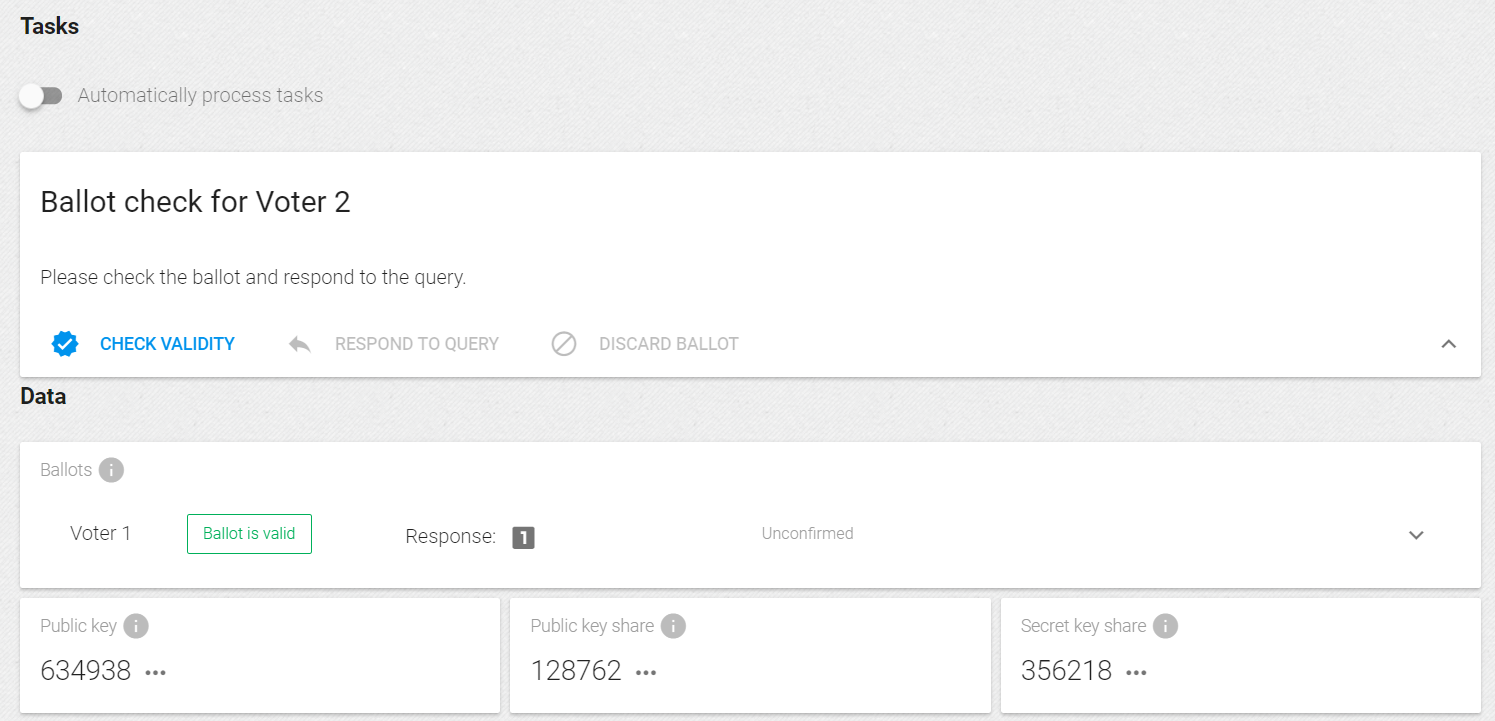 Tasks
Automatically process tasks
Ballot check for Voter 2
Please check the ballot and respond to the query.
CHECK VALIDITY RESPOND TO QUERY DISCARD BALLOT
Data
Ballots i
Voter 1 Ballot is valid Response: 1 Unconfirmed
Public key i Public key share i Secret key share i
634938 ••• 128762 ••• 356218 •••